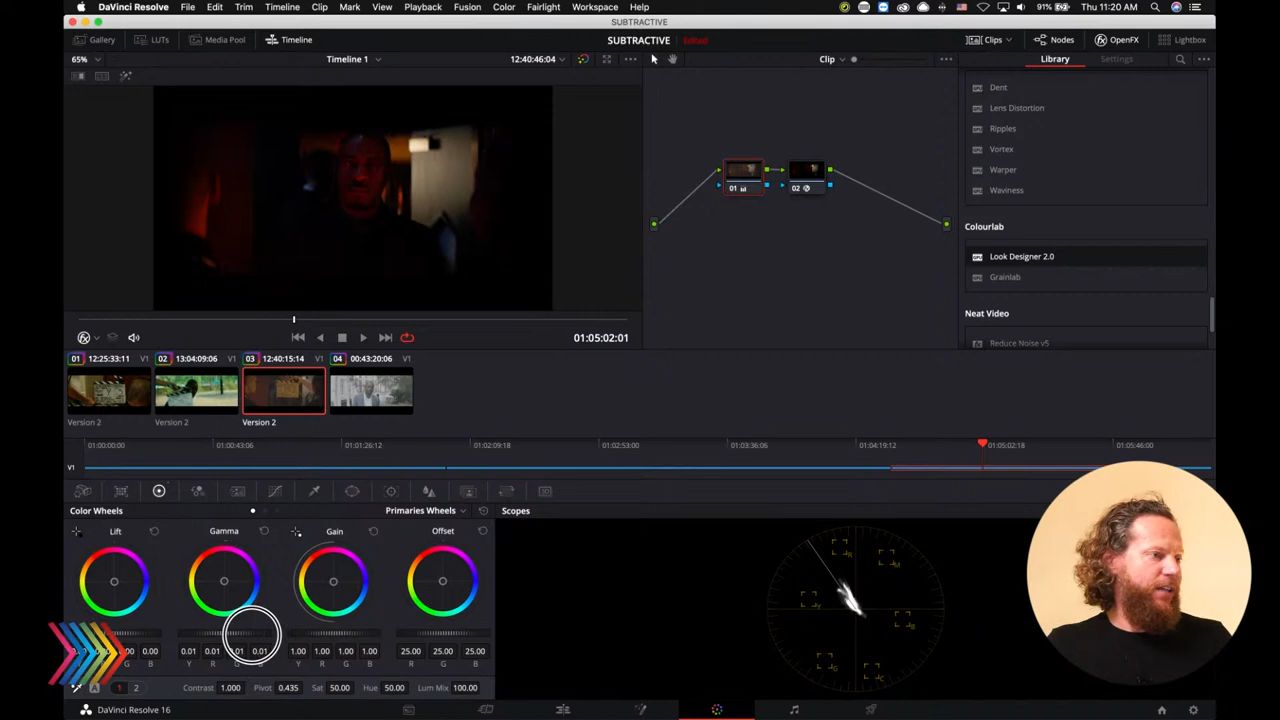 DaVinci Resolve File Edit Trim Timeline Clip Mark View Playback Fusion Color Fairlight Workspace Help 91% Thu 11:20 AM
SUBTRACTIVE
Gallery LUTs Media Pool Timeline SUBTRACTIVE Edited Clips Nodes OpenFX Lightbox
65% Timeline 1 12:40:46:04 Clip Library Settings
Dent
Lens Distortion
Ripples
Vortex
Warper
Waviness
01 02
Colourlab
Look Designer 2.0
Grainlab
Neat Video
Reduce Noise v5
01:05:02:01
01 12:25:33:11 V1 02 13:04:09:06 V1 03 12:40:15:14 V1 04 00:43:20:06 V1
Version 2 Version 2 Version 2
01:00:00:00 01:00:43:06 01:01:26:12 01:02:09:18 01:02:53:00 01:03:36:06 01:04:19:12 01:05:02:18 01:05:46:00
V1
Color Wheels Primaries Wheels Scopes
Lift Gamma Gain Offset
R M Y B G C
0.00 0.01 0.01 0.01 0.01 1.00 1.00 1.00 1.00 25.00 25.00 25.00
G B Y R G L Y R G B R G B
Contrast 1.000 Pivot 0.435 Sat 50.00 Hue 50.00 Lum Mix 100.00
A 1 2
DaVinci Resolve 16